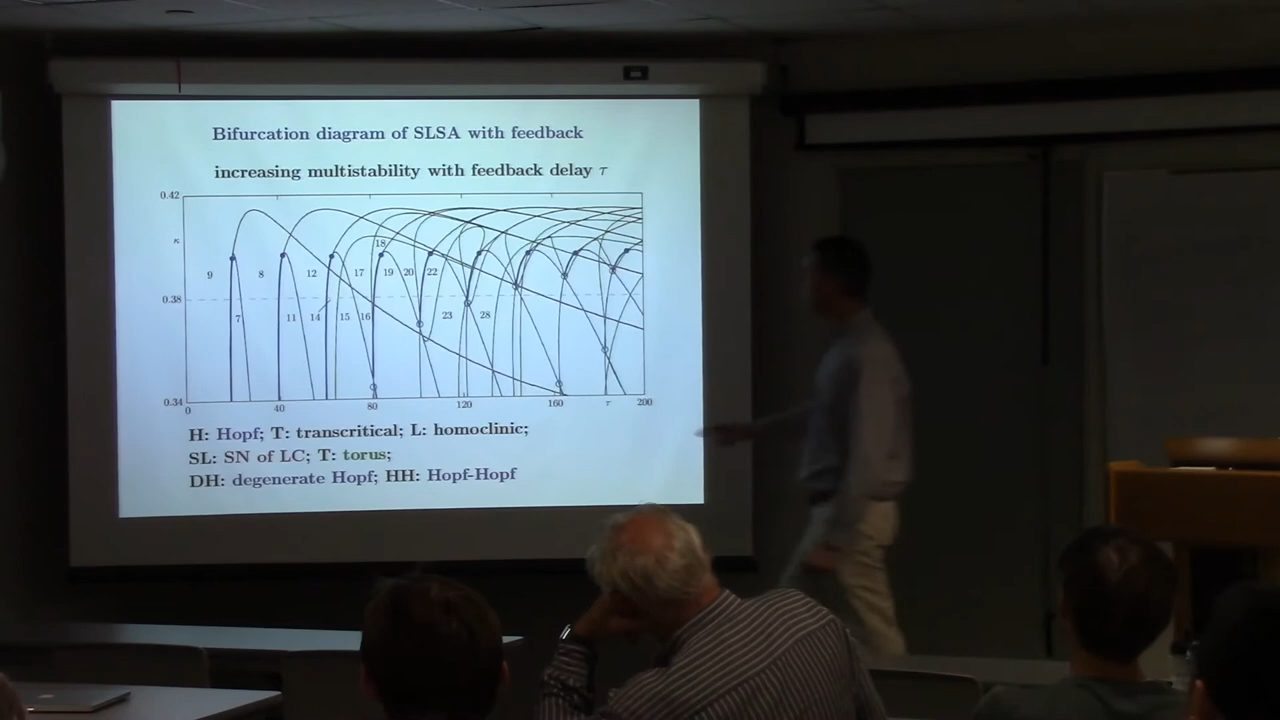 Bifurcation diagram of SLSA with feedback
increasing multistability with feedback delay τ
0.42
κ
18
9 8 12 17 19 20 22
0.38
7 11 14 15 16 23 28
0.34
0 40 80 120 160 τ 200
H: Hopf; T: transcritical; L: homoclinic;
SL: SN of LC; T: torus;
DH: degenerate Hopf; HH: Hopf-Hopf